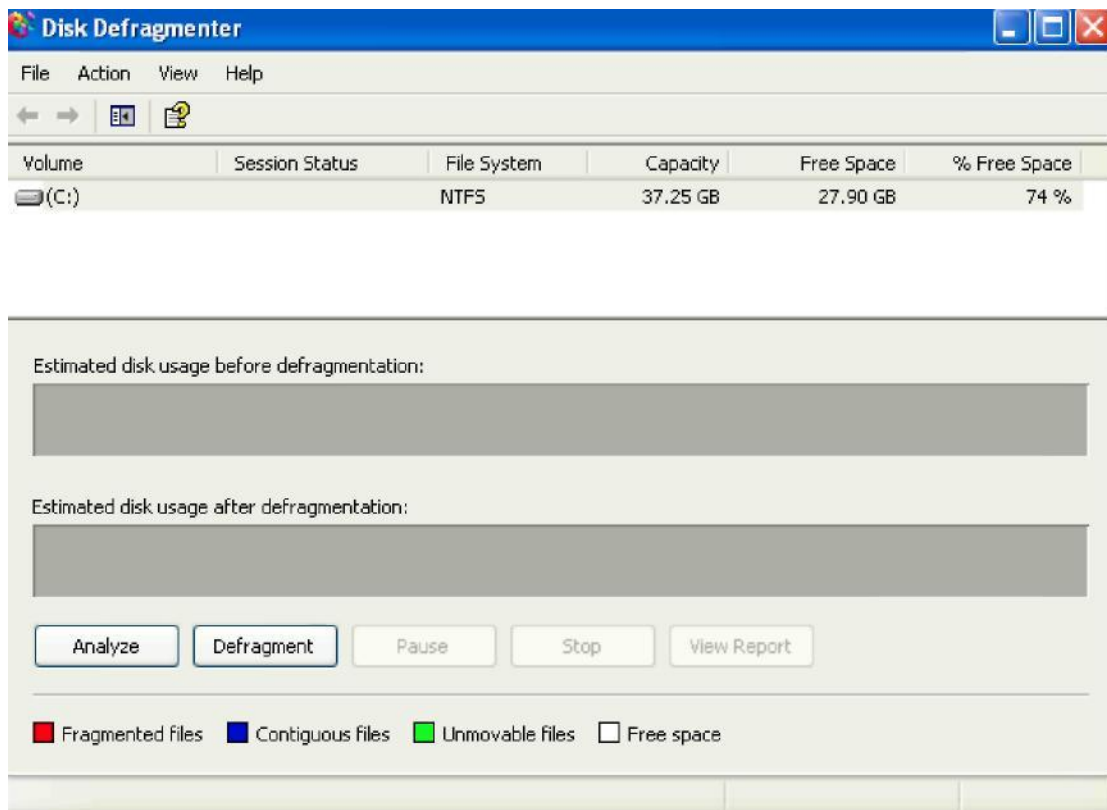 Disk Defragmenter
File Action View Help
Volume Session Status File System Capacity Free Space % Free Space
(C:) NTFS 37.25 GB 27.90 GB 74 %
Estimated disk usage before defragmentation:
Estimated disk usage after defragmentation:
Analyze Defragment Pause Stop View Report
Fragmented files Contiguous files Unmovable files Free space